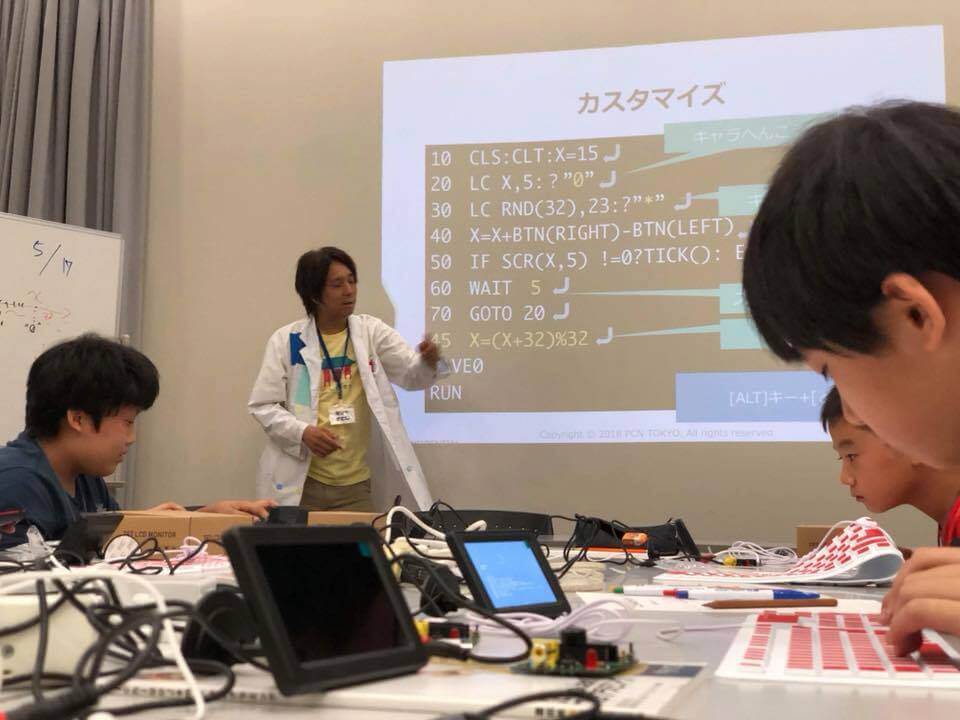 カスタマイズ
キャラへんこ
10 CLS:CLT:X=15
20 LC X,5:?"0"
30 LC RND(32),23:?"*"
40 X=X+BTN(RIGHT)-BTN(LEFT)
50 IF SCR(X,5) !=0?TICK():
60 WAIT 5
70 GOTO 20
45 X=(X+32)%32
VE0
RUN
[ALT]キー+[
Copyright © 2018 PCN TOKYO. All rights reserved
5/17
LCD MONITOR